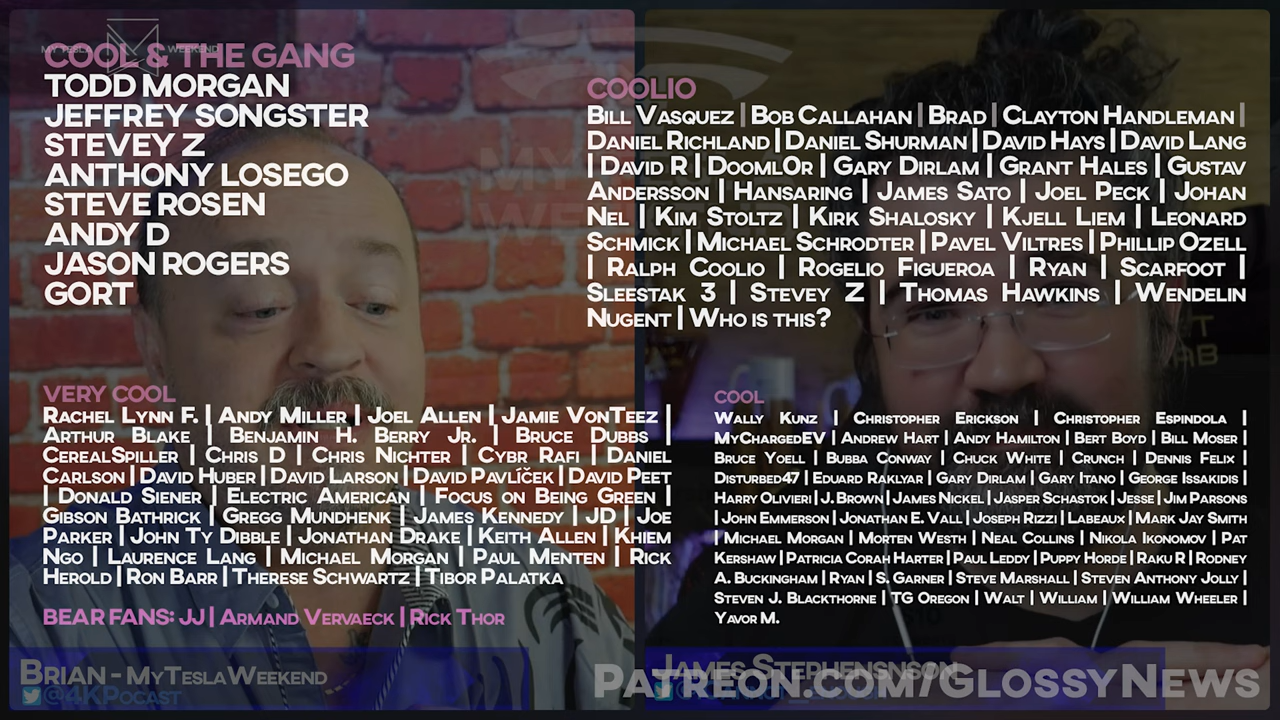 MY TESLA WEEKEND
COOL & THE GANG
TODD MORGAN
JEFFREY SONGSTER
STEVEY Z
ANTHONY LOSEGO
STEVE ROSEN
ANDY D
JASON ROGERS
GORT
COOLIO
Bill Vasquez | Bob Callahan | Brad | Clayton Handleman |
Daniel Richland | Daniel Shurman | David Hays | David Lang
| David R | Dooml0r | Gary Dirlam | Grant Hales | Gustav
Andersson | Hansaring | James Sato | Joel Peck | Johan
Nel | Kim Stoltz | Kirk Shalosky | Kjell Liem | Leonard
Schmick | Michael Schrodter | Pavel Viltres | Phillip Ozell
| Ralph Coolio | Rogelio Figueroa | Ryan | Scarfoot |
Sleestak 3 | Stevey Z | Thomas Hawkins | Wendelin
Nugent | Who is this?
VERY COOL
Rachel Lynn F. | Andy Miller | Joel Allen | Jamie VonTeez |
Arthur Blake | Benjamin H. Berry Jr. | Bruce Dubbs |
CerealSpiller | Chris D | Chris Nichter | Cybr Rafi | Daniel
Carlson | David Huber | David Larson | David Pavlíček | David Peet
| Donald Siener | Electric American | Focus on Being Green |
Gibson Bathrick | Gregg Mundhenk | James Kennedy | JD | Joe
Parker | John Ty Dibble | Jonathan Drake | Keith Allen | Khiem
Ngo | Laurence Lang | Michael Morgan | Paul Menten | Rick
Herold | Ron Barr | Therese Schwartz | Tibor Palatka
BEAR FANS: JJ | Armand Vervaeck | Rick Thor
COOL
Wally Kunz | Christopher Erickson | Christopher Espindola |
MyChargedEV | Andrew Hart | Andy Hamilton | Bert Boyd | Bill Moser |
Bruce Yoell | Bubba Conway | Chuck White | Crunch | Dennis Felix |
Disturbed47 | Eduard Raklyar | Gary Dirlam | Gary Itano | George Issakidis |
Harry Olivieri | J. Brown | James Nickel | Jasper Schastok | Jesse | Jim Parsons
| John Emmerson | Jonathan E. Vall | Joseph Rizzi | Labeaux | Mark Jay Smith
| Michael Morgan | Morten Westh | Neal Collins | Nikola Ikonomov | Pat
Kershaw | Patricia Corah Harter | Paul Leddy | Puppy Horde | Raku R | Rodney
A. Buckingham | Ryan | S. Garner | Steve Marshall | Steven Anthony Jolly |
Steven J. Blackthorne | TG Oregon | Walt | William | William Wheeler |
Yavor M.
Brian - MyTeslaWeekend
@4KPocast
James Stephensnson
Patreon.com/GlossyNews